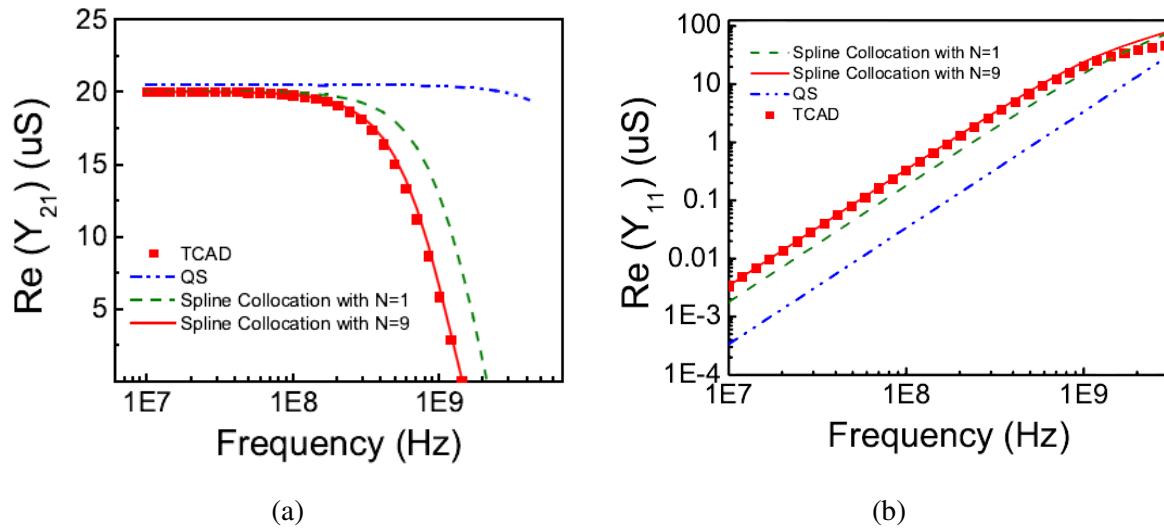 25
20
15
10
5
Re (Y21) (uS)
TCAD
QS
Spline Collocation with N=1
Spline Collocation with N=9
1E7
1E8
1E9
Frequency (Hz)
(a)
100
10
1
0.1
0.01
1E-3
1E-4
Re (Y11) (uS)
Spline Collocation with N=1
Spline Collocation with N=9
QS
TCAD
1E7
1E8
1E9
Frequency (Hz)
(b)